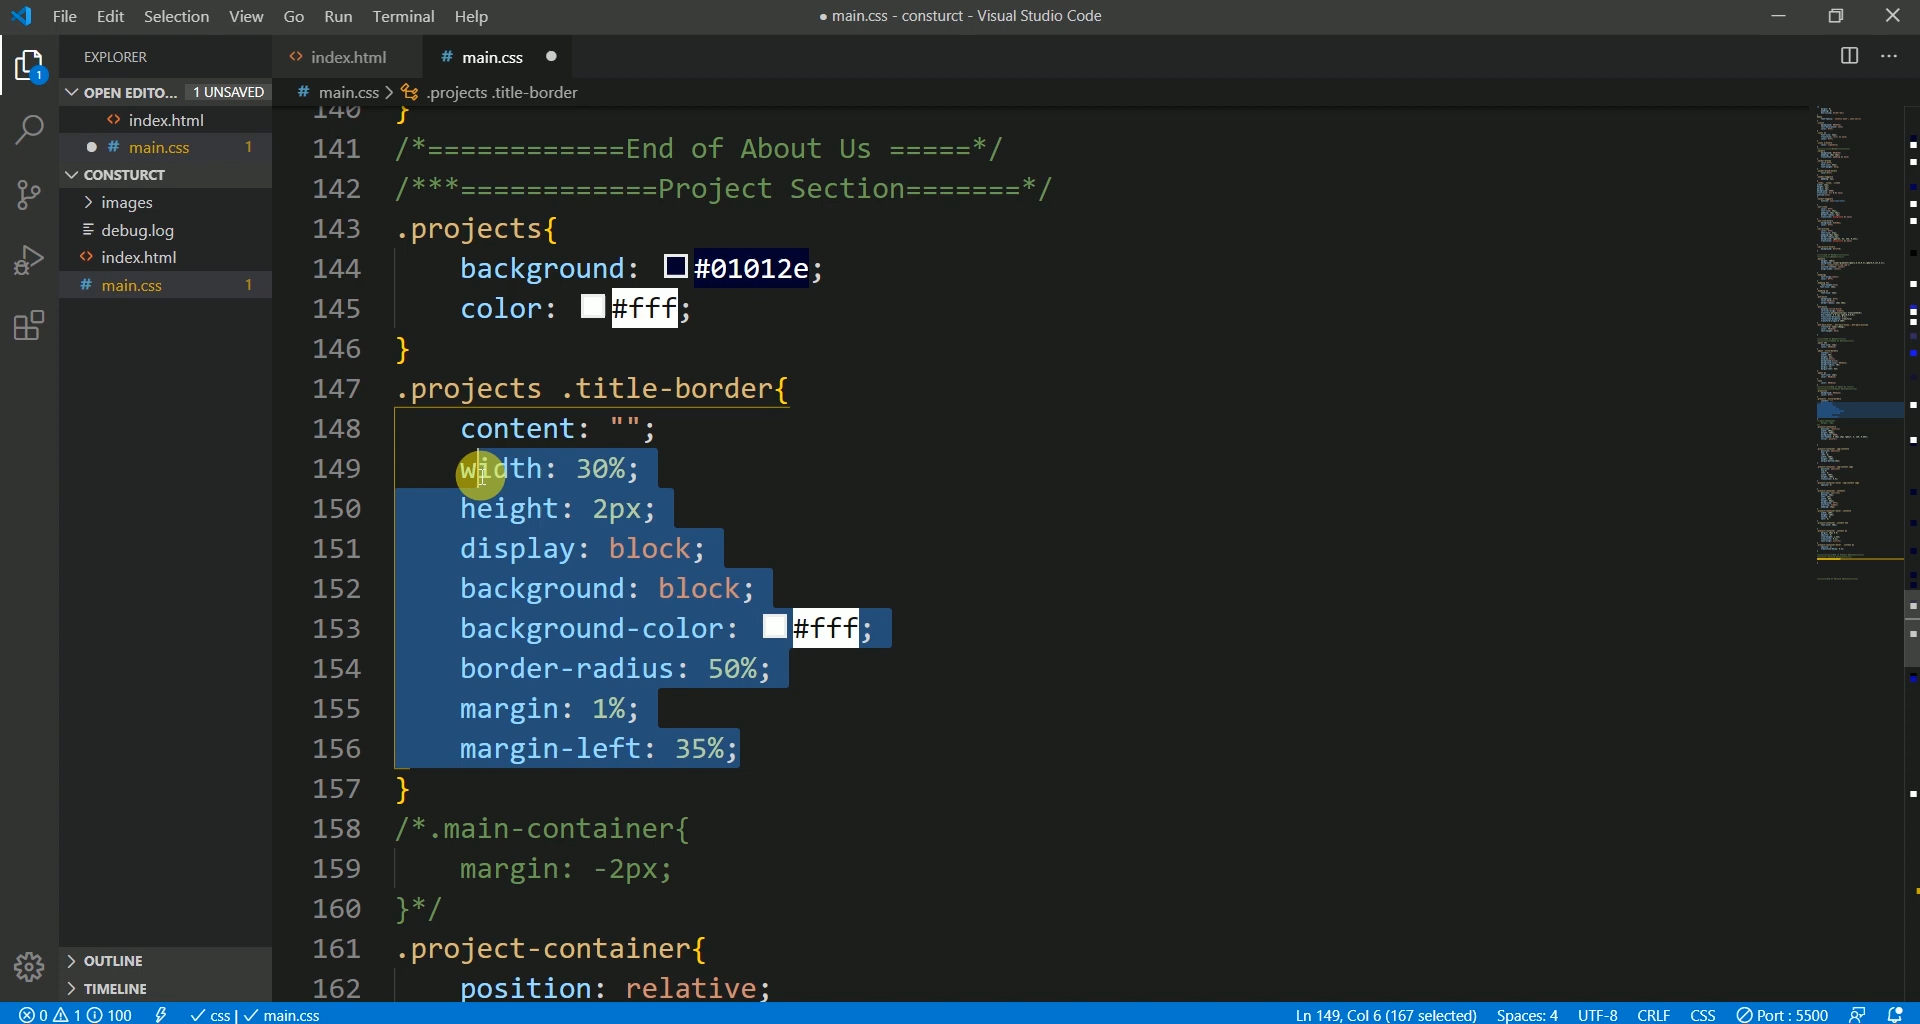 File Edit Selection View Go Run Terminal Help
● main.css - consturct - Visual Studio Code
EXPLORER
<> index.html
# main.css ●
OPEN EDITO... 1 UNSAVED
# main.css > .projects .title-border
<> index.html
● # main.css 1
CONSTURCT
> images
debug.log
<> index.html
# main.css 1
140 }
141 /*============End of About Us =====*/
142 /***============Project Section=======*/
143 .projects{
144 background: #01012e;
145 color: #fff;
146 }
147 .projects .title-border{
148 content: "";
149 width: 30%;
150 height: 2px;
151 display: block;
152 background: block;
153 background-color: #fff;
154 border-radius: 50%;
155 margin: 1%;
156 margin-left: 35%;
157 }
158 /*.main-container{
159 margin: -2px;
160 }*/
161 .project-container{
162 position: relative;
1
> OUTLINE
> TIMELINE
0 1 100 css | main.css
Ln 149, Col 6 (167 selected) Spaces: 4 UTF-8 CRLF CSS Port : 5500